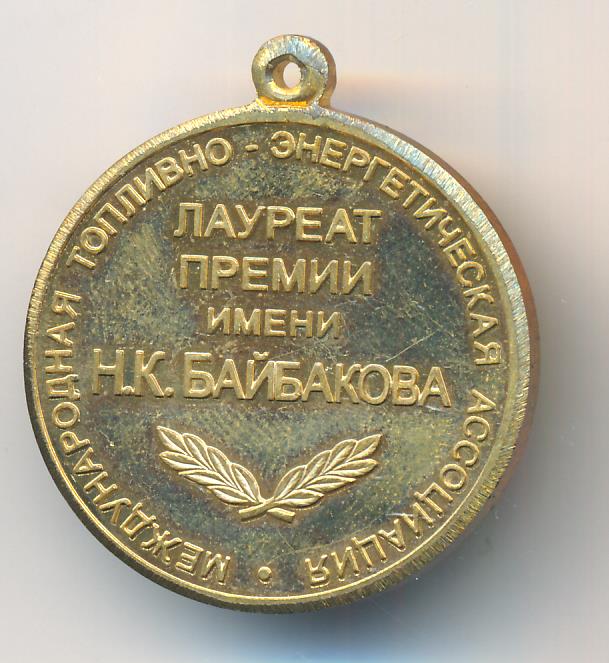 МЕЖДУНАРОДНАЯ ТОПЛИВНО - ЭНЕРГЕТИЧЕСКАЯ АССОЦИАЦИЯ •
ЛАУРЕАТ
ПРЕМИИ
ИМЕНИ
Н.К. БАЙБАКОВА